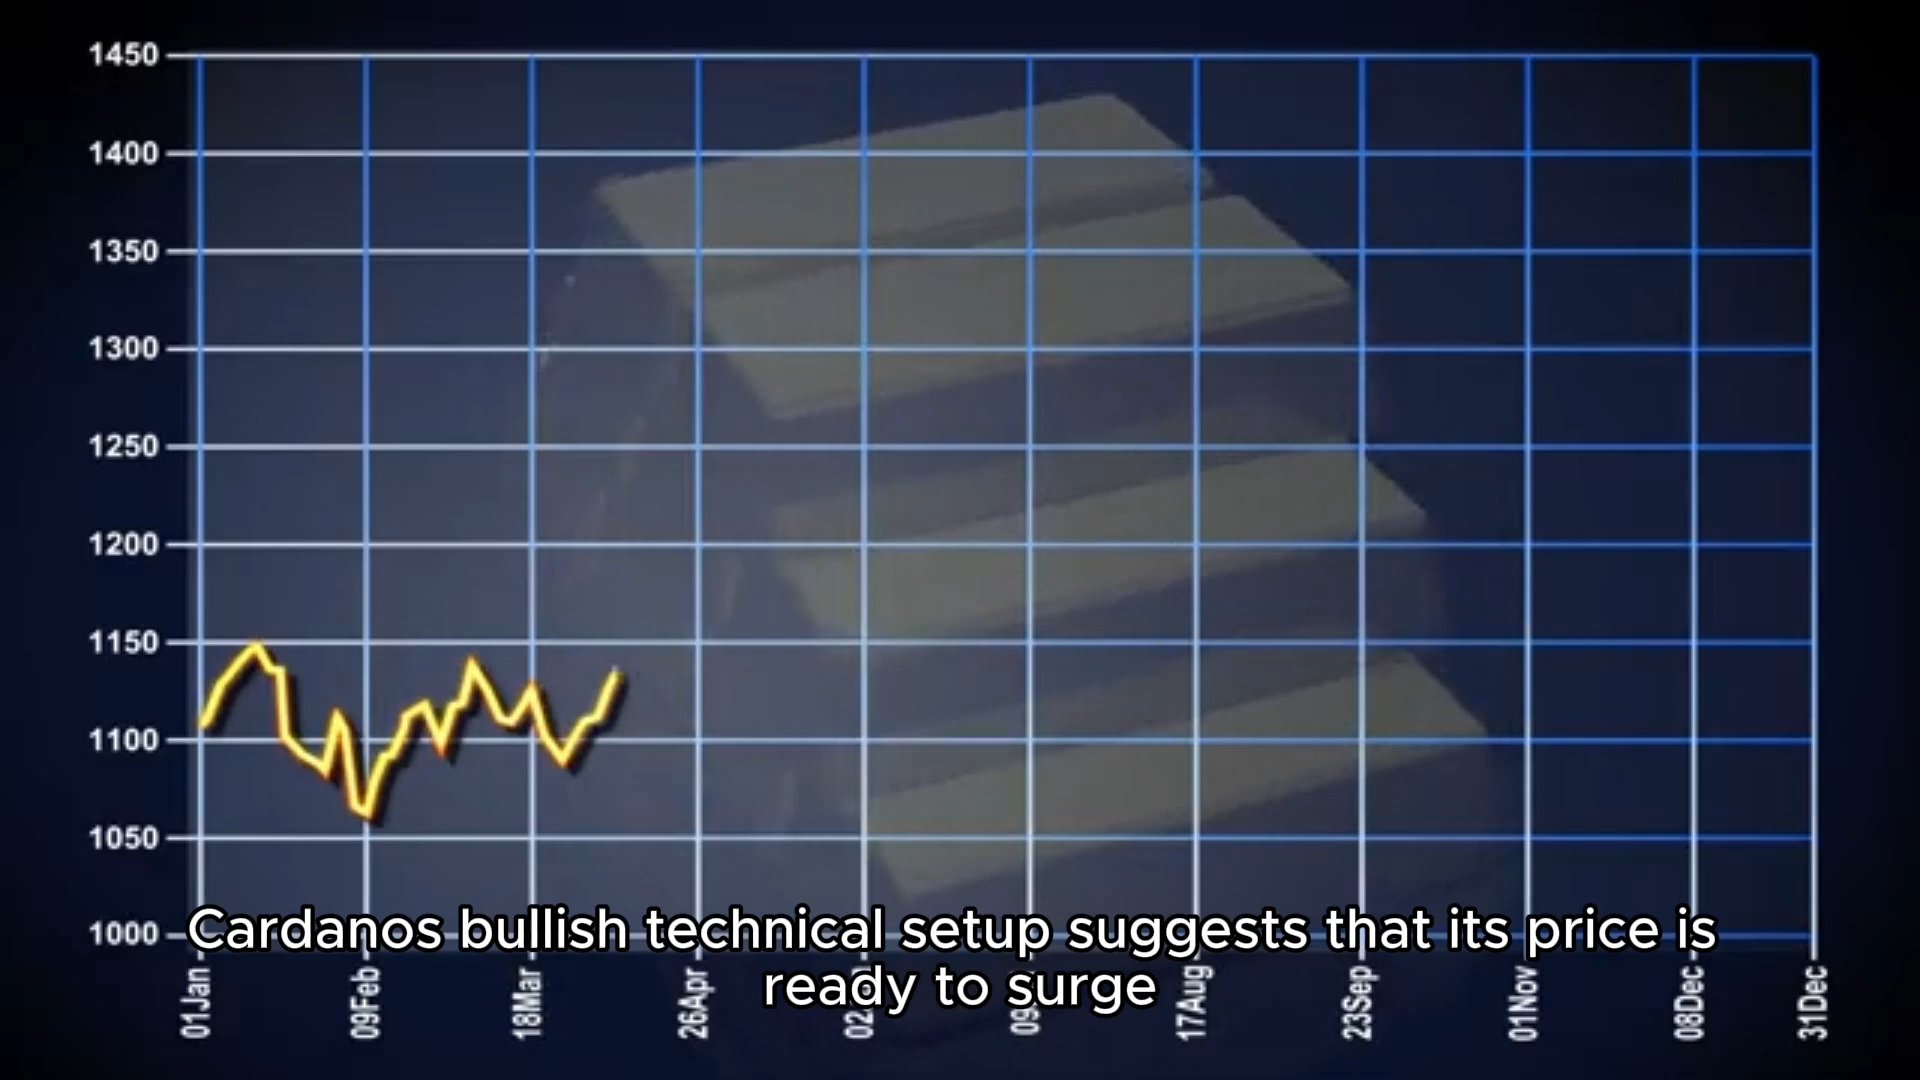 1450
1400
1350
1300
1250
1200
1150
1100
1050
1000
Cardanos bullish technical setup suggests that its price is
ready to surge
01Jan
09Feb
18Mar
26Apr
17Aug
23Sep
01Nov
08Dec
31Dec